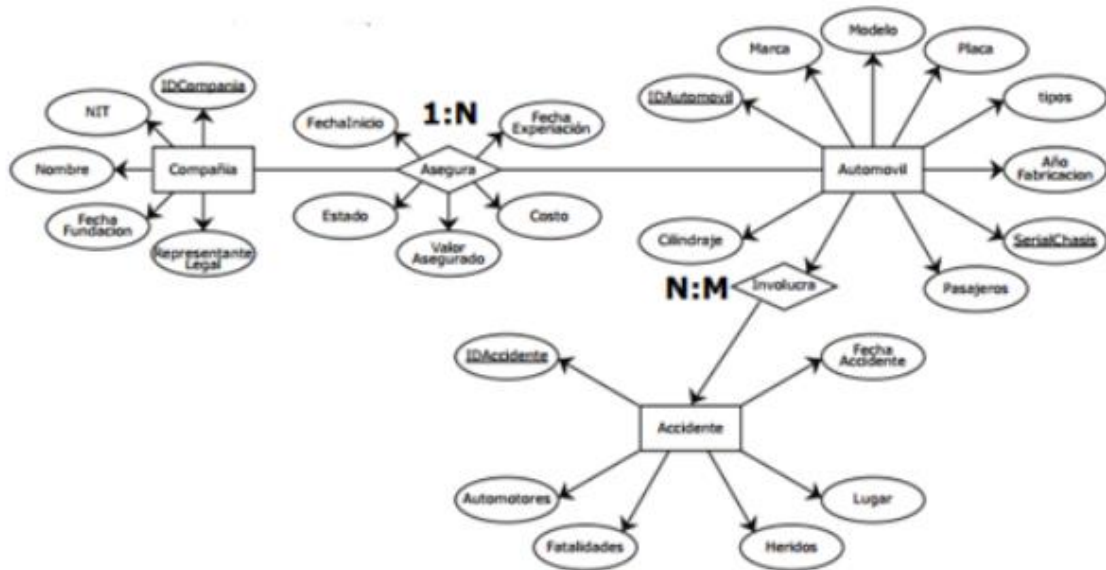 Modelo
Marca
Placa
IDCompania
IDAutomovil
tipos
NIT
1:N
FechaInicio
Fecha
Experiación
Nombre
Compañia
Asegura
Automovil
Año
Fabricacion
Fecha
Fundacion
Estado
Costo
Cilindraje
SerialChasis
Representante
Legal
Valor
Asegurado
N:M
Involucra
Pasajeros
IDAccidente
Fecha
Accidente
Accidente
Automotores
Lugar
Fatalidades
Heridos